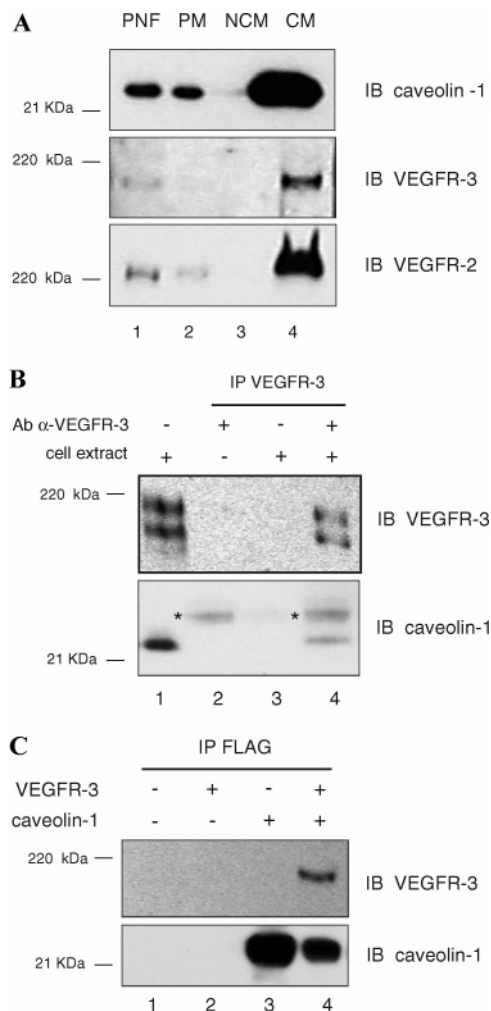 A
PNF PM NCM CM
21 KDa
IB caveolin -1
220 kDa
IB VEGFR-3
220 kDa
IB VEGFR-2
1 2 3 4
B
IP VEGFR-3
Ab α-VEGFR-3 - + - +
cell extract + - + +
220 kDa
IB VEGFR-3
* *
IB caveolin-1
21 KDa
1 2 3 4
C
IP FLAG
VEGFR-3 - + - +
caveolin-1 - - + +
220 kDa
IB VEGFR-3
IB caveolin-1
21 KDa
1 2 3 4